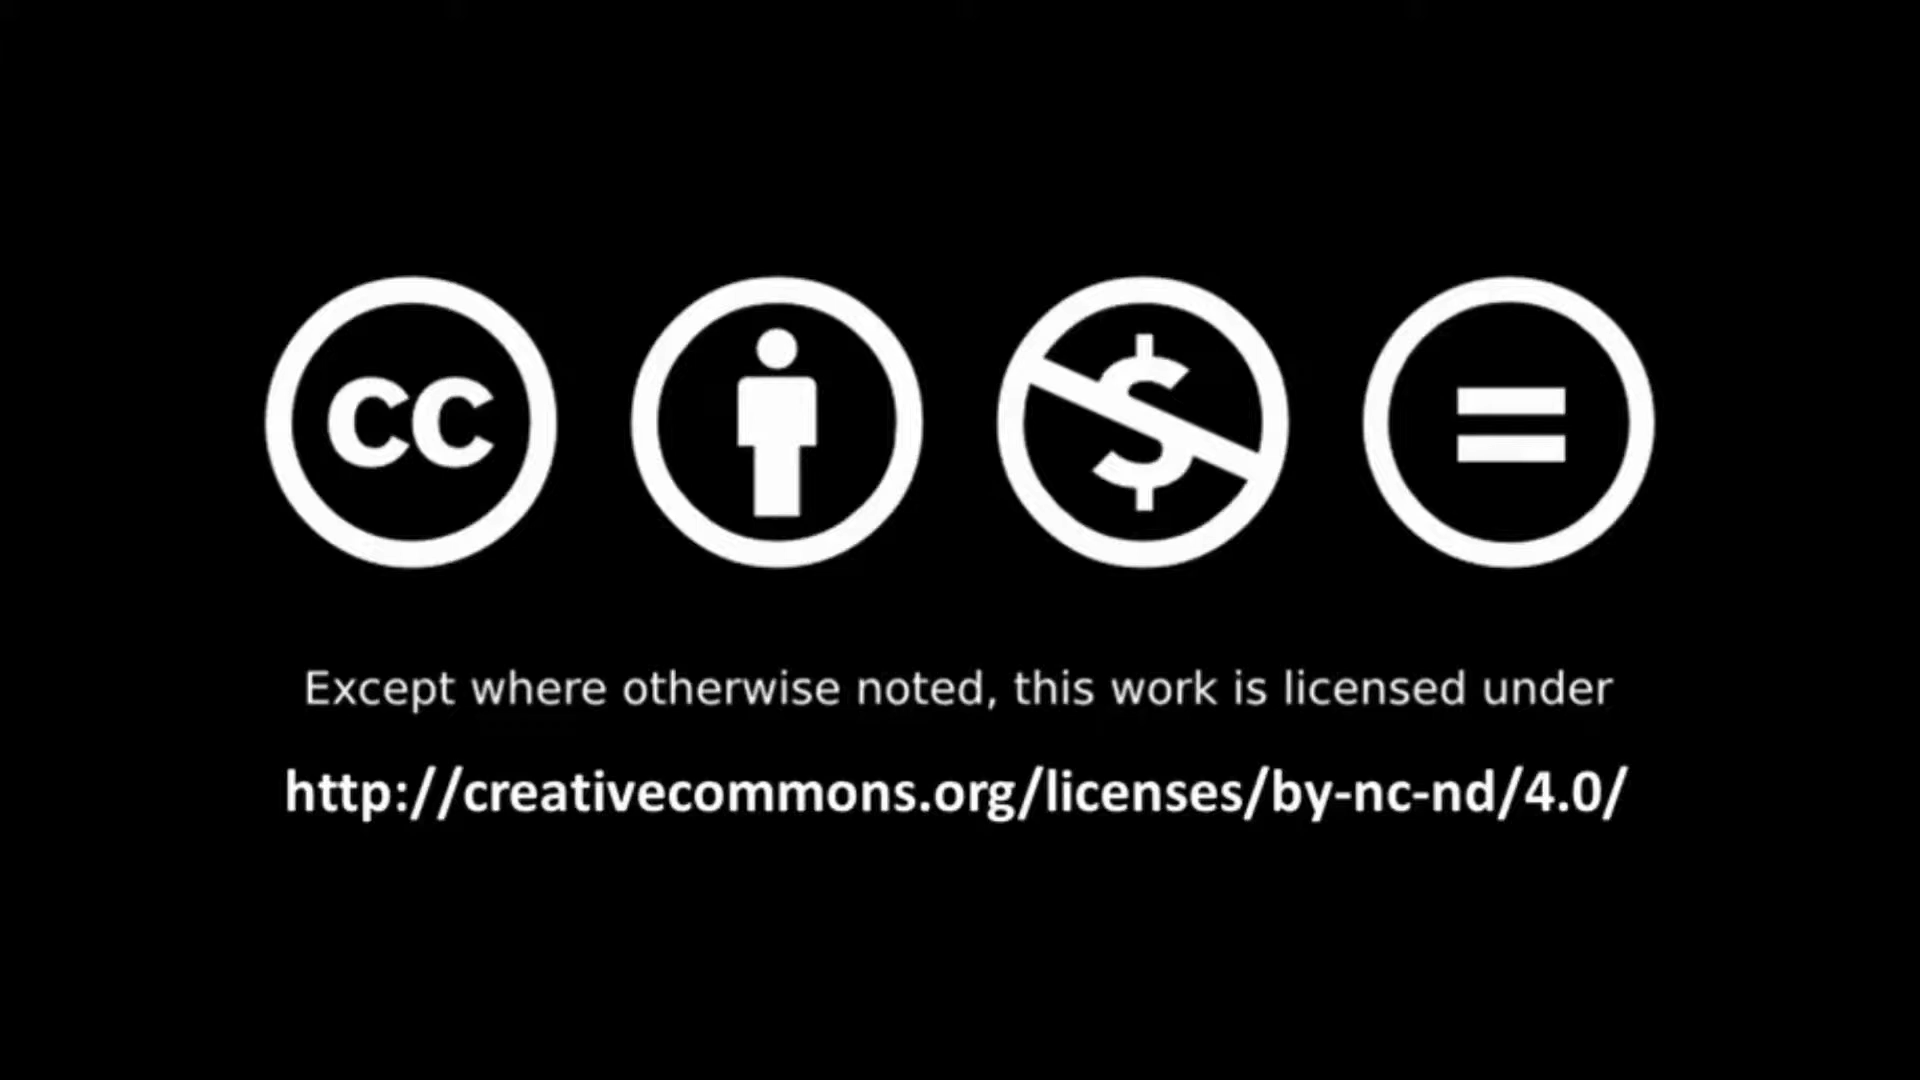 cc
$
=
Except where otherwise noted, this work is licensed under
http://creativecommons.org/licenses/by-nc-nd/4.0/